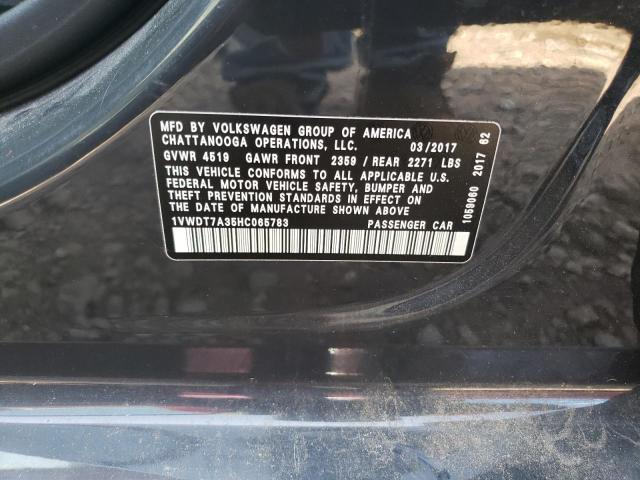 MFD BY VOLKSWAGEN GROUP OF AMERICA
CHATTANOOGA OPERATIONS, LLC. 03/2017
GVWR 4519 GAWR FRONT 2359 / REAR 2271 LBS
THIS VEHICLE CONFORMS TO ALL APPLICABLE U.S.
FEDERAL MOTOR VEHICLE SAFETY, BUMPER AND
THEFT PREVENTION STANDARDS IN EFFECT ON
THE DATE OF MANUFACTURE SHOWN ABOVE
1VWDT7A35HC065783 PASSENGER CAR
1059060 2017 62